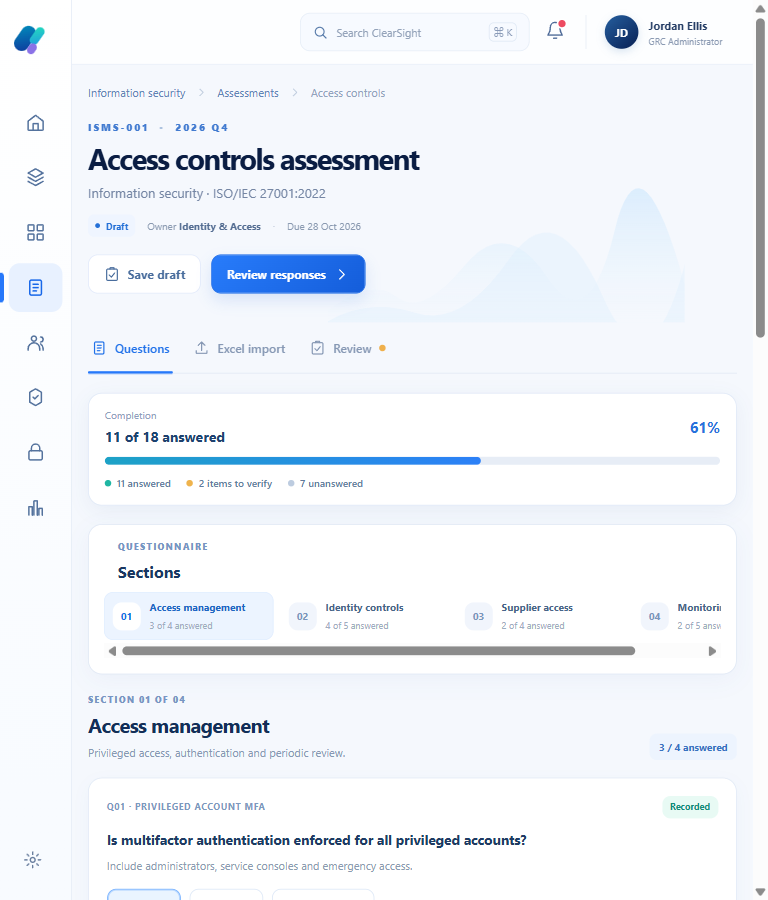 Search ClearSight
⌘ K
JD
Jordan Ellis
GRC Administrator
Information security > Assessments > Access controls
ISMS-001 - 2026 Q4
Access controls assessment
Information security · ISO/IEC 27001:2022
Draft
Owner Identity & Access · Due 28 Oct 2026
Save draft
Review responses
Questions
Excel import
Review
Completion
11 of 18 answered
61%
11 answered
2 items to verify
7 unanswered
QUESTIONNAIRE
Sections
01
Access management
3 of 4 answered
02
Identity controls
4 of 5 answered
03
Supplier access
2 of 4 answered
04
Monitorin
2 of 5 answ
SECTION 01 OF 04
Access management
Privileged access, authentication and periodic review.
3 / 4 answered
Q01 · PRIVILEGED ACCOUNT MFA
Recorded
Is multifactor authentication enforced for all privileged accounts?
Include administrators, service consoles and emergency access.